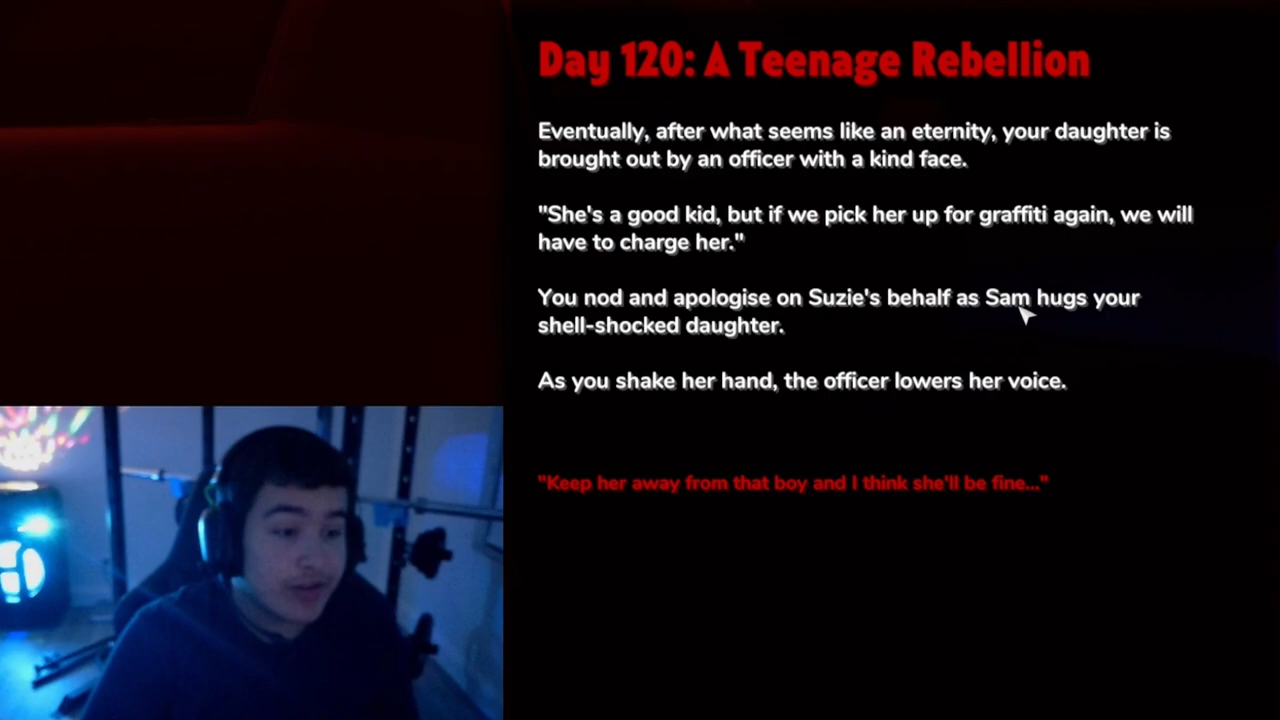 Day 120: A Teenage Rebellion
Eventually, after what seems like an eternity, your daughter is
brought out by an officer with a kind face.
"She's a good kid, but if we pick her up for graffiti again, we will
have to charge her."
You nod and apologise on Suzie's behalf as Sam hugs your
shell-shocked daughter.
As you shake her hand, the officer lowers her voice.
"Keep her away from that boy and I think she'll be fine..."